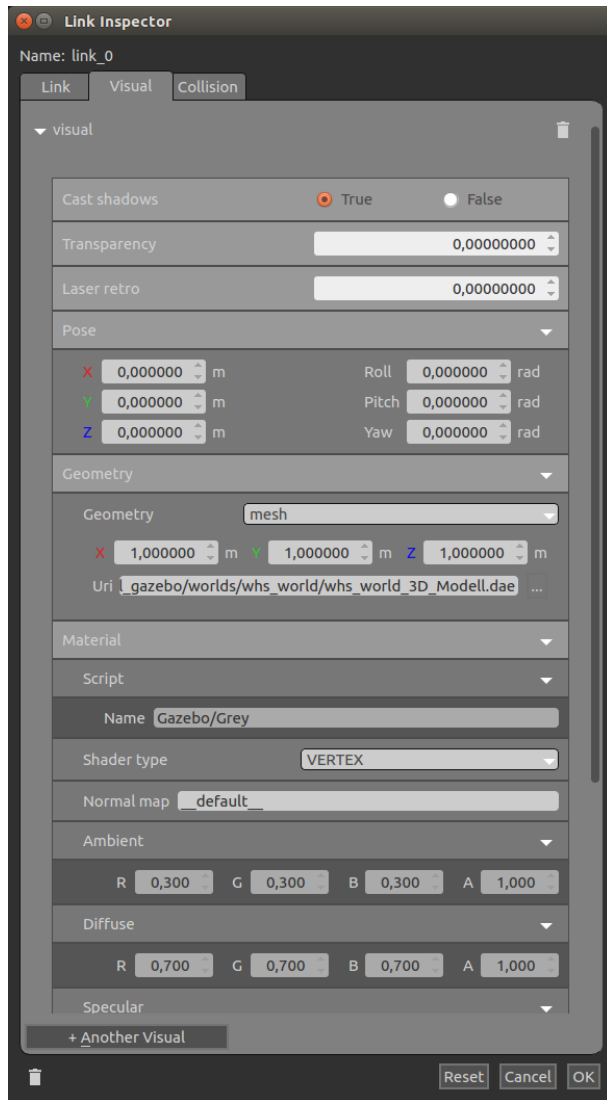 Link Inspector
Name: link_0
Link Visual Collision
visual
Cast shadows True False
Transparency 0,00000000
Laser retro 0,00000000
Pose
X 0,000000 m Roll 0,000000 rad
Y 0,000000 m Pitch 0,000000 rad
Z 0,000000 m Yaw 0,000000 rad
Geometry
Geometry mesh
X 1,000000 m Y 1,000000 m Z 1,000000 m
Uri l_gazebo/worlds/whs_world/whs_world_3D_Modell.dae ...
Material
Script
Name Gazebo/Grey
Shader type VERTEX
Normal map __default__
Ambient
R 0,300 G 0,300 B 0,300 A 1,000
Diffuse
R 0,700 G 0,700 B 0,700 A 1,000
Specular
+ Another Visual
Reset Cancel OK